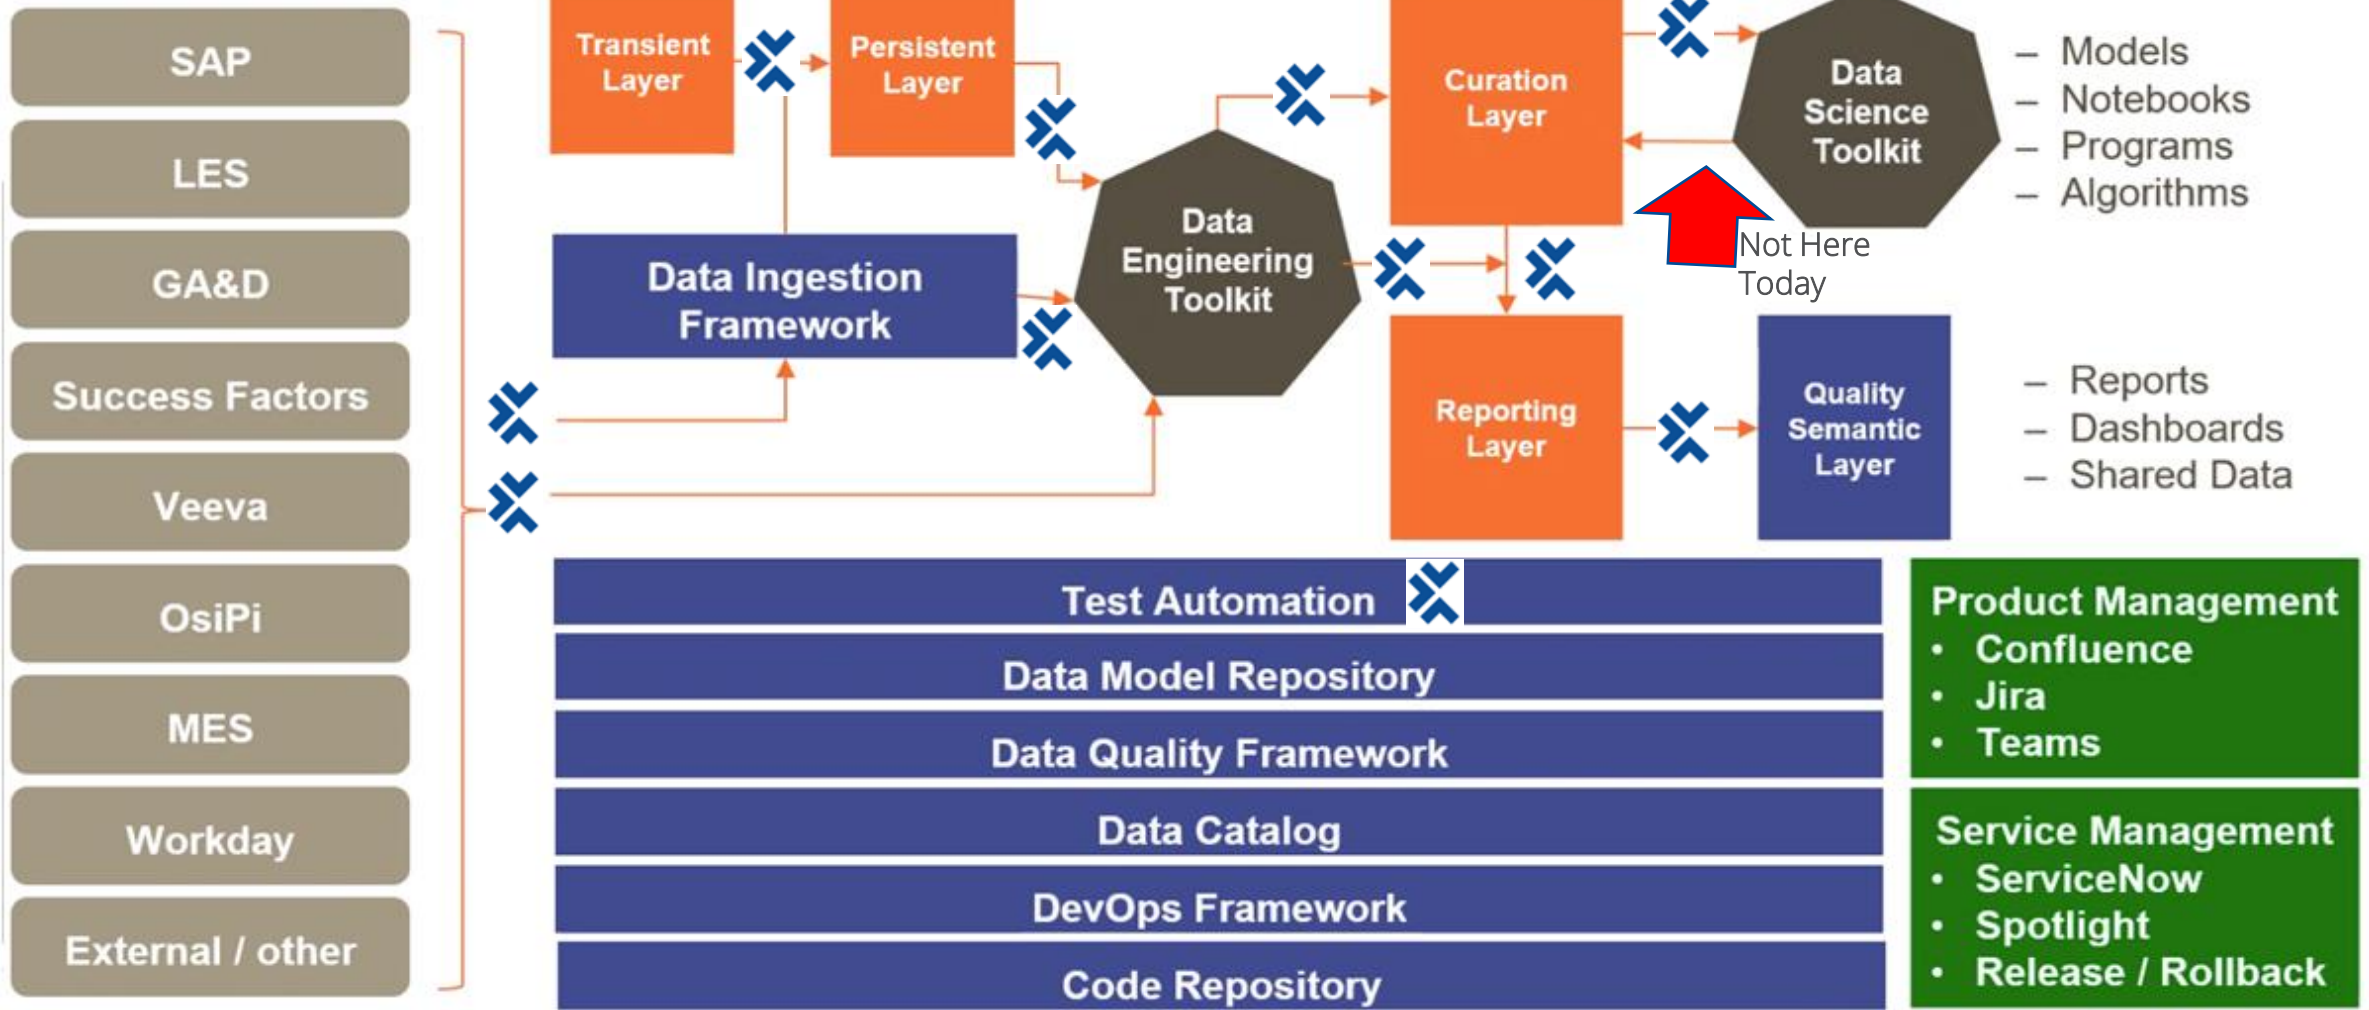 SAP
LES
GA&D
Success Factors
Veeva
OsiPi
MES
Workday
External / other
Transient
Layer
Persistent
Layer
Data Ingestion
Framework
Data
Engineering
Toolkit
Curation
Layer
Data
Science
Toolkit
– Models
– Notebooks
– Programs
– Algorithms
Not Here
Today
Reporting
Layer
Quality
Semantic
Layer
– Reports
– Dashboards
– Shared Data
Test Automation
Data Model Repository
Data Quality Framework
Data Catalog
DevOps Framework
Code Repository
Product Management
• Confluence
• Jira
• Teams
Service Management
• ServiceNow
• Spotlight
• Release / Rollback